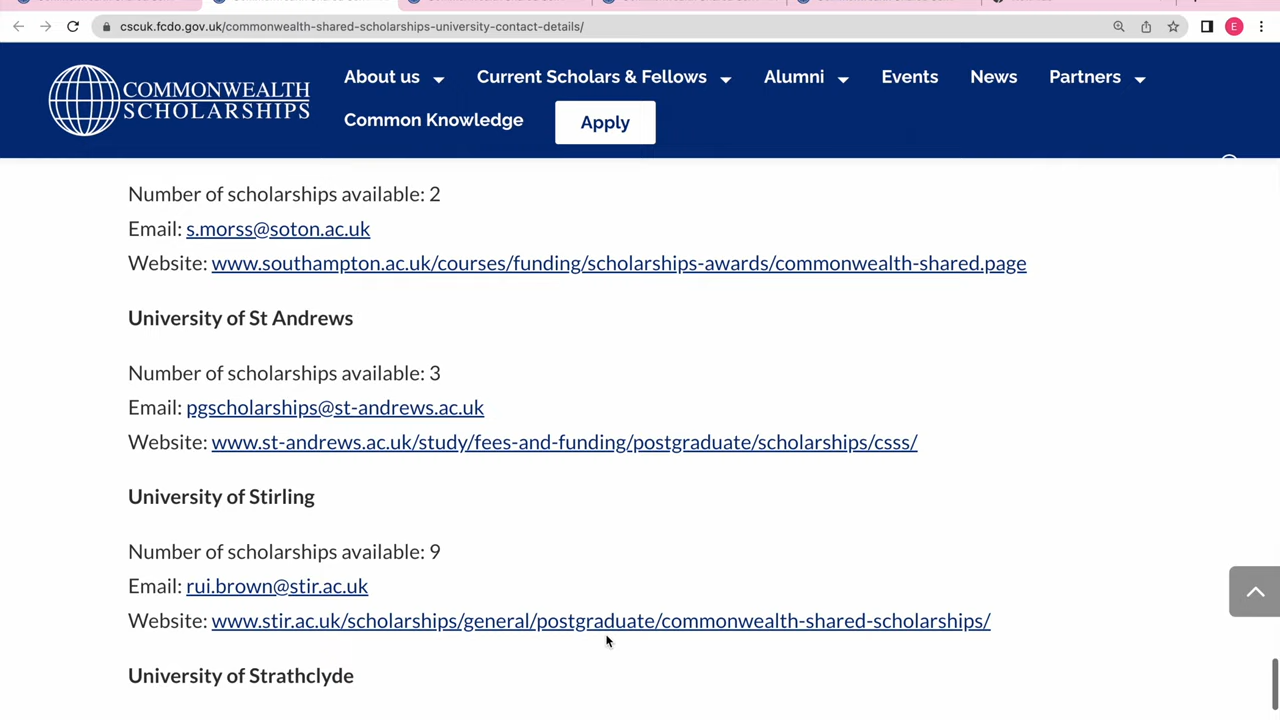 cscuk.fcdo.gov.uk/commonwealth-shared-scholarships-university-contact-details/
E
COMMONWEALTH
SCHOLARSHIPS
About us
Current Scholars & Fellows
Alumni
Events
News
Partners
Common Knowledge
Apply
Number of scholarships available: 2
Email: s.morss@soton.ac.uk
Website: www.southampton.ac.uk/courses/funding/scholarships-awards/commonwealth-shared.page
University of St Andrews
Number of scholarships available: 3
Email: pgscholarships@st-andrews.ac.uk
Website: www.st-andrews.ac.uk/study/fees-and-funding/postgraduate/scholarships/csss/
University of Stirling
Number of scholarships available: 9
Email: rui.brown@stir.ac.uk
Website: www.stir.ac.uk/scholarships/general/postgraduate/commonwealth-shared-scholarships/
University of Strathclyde